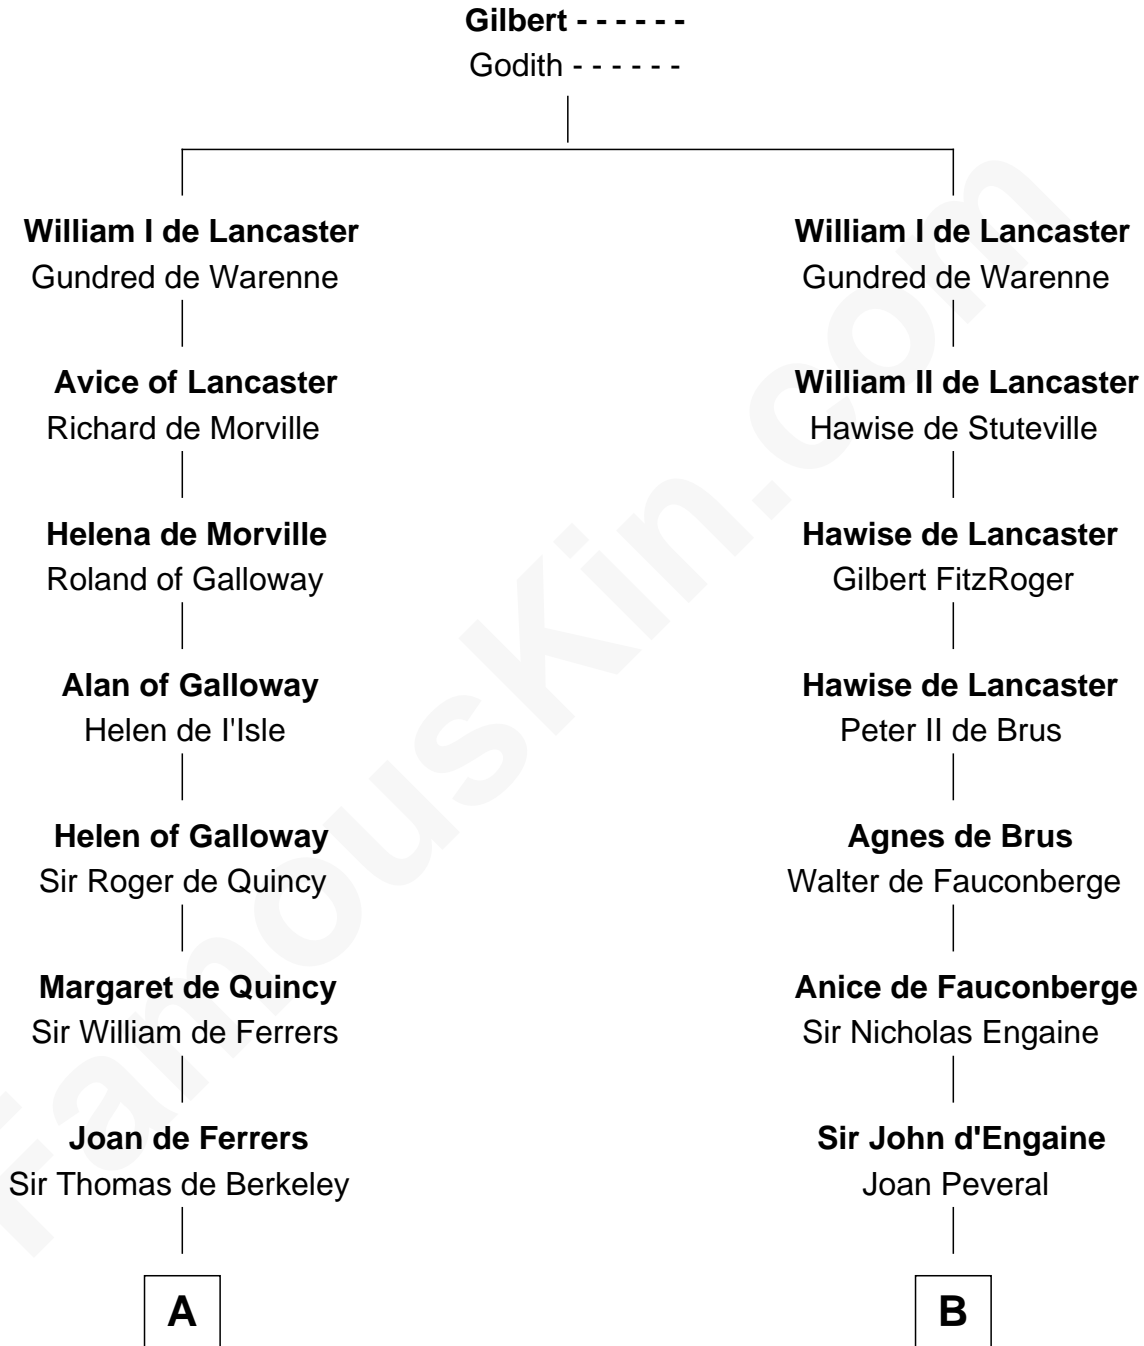 Gilbert - - - - - -
Godith - - - - - -
William I de Lancaster
Gundred de Warenne
Avice of Lancaster
Richard de Morville
Helena de Morville
Roland of Galloway
Alan of Galloway
Helen de I'Isle
Helen of Galloway
Sir Roger de Quincy
Margaret de Quincy
Sir William de Ferrers
Joan de Ferrers
Sir Thomas de Berkeley
A
William I de Lancaster
Gundred de Warenne
William II de Lancaster
Hawise de Stuteville
Hawise de Lancaster
Gilbert FitzRoger
Hawise de Lancaster
Peter II de Brus
Agnes de Brus
Walter de Fauconberge
Anice de Fauconberge
Sir Nicholas Engaine
Sir John d'Engaine
Joan Peveral
B
FamousKin.com